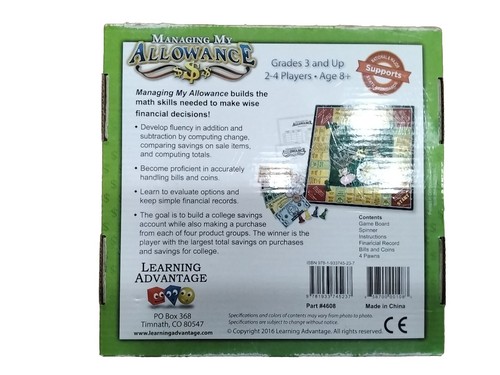 MANAGING MY
ALLOWANCE
Grades 3 and Up
2-4 Players • Age 8+
Supports
Managing My Allowance builds the
math skills needed to make wise
financial decisions!
• Develop fluency in addition and
subtraction by computing change,
comparing savings on sale items,
and computing totals.
• Become proficient in accurately
handling bills and coins.
• Learn to evaluate options and
keep simple financial records.
• The goal is to build a college savings
account while also making a purchase
from each of four product groups. The winner is the
player with the largest total savings on purchases
and savings for college.
Contents
Game Board
Spinner
Instructions
Financial Record
Bills and Coins
4 Pawns
LEARNING
ADVANTAGE
PO Box 368
Timnath, CO 80547
www.learningadvantage.com
ISBN 978-1-933745-23-7
Part #4608
Made in China
Specifications and colors of contents may vary from photo to photo.
Specifications are subject to change without notice.
© Copyright 2016 Learning Advantage. All rights reserved.
CE